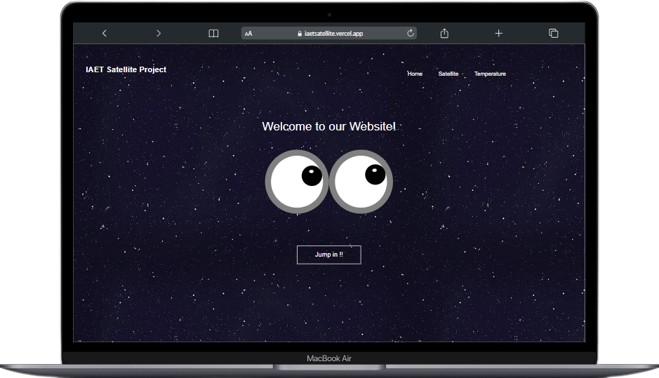 AA iaetsatellite.vercel.app
IAET Satellite Project
Home Satellite Temperature
Welcome to our Website!
Jump in !!
MacBook Air